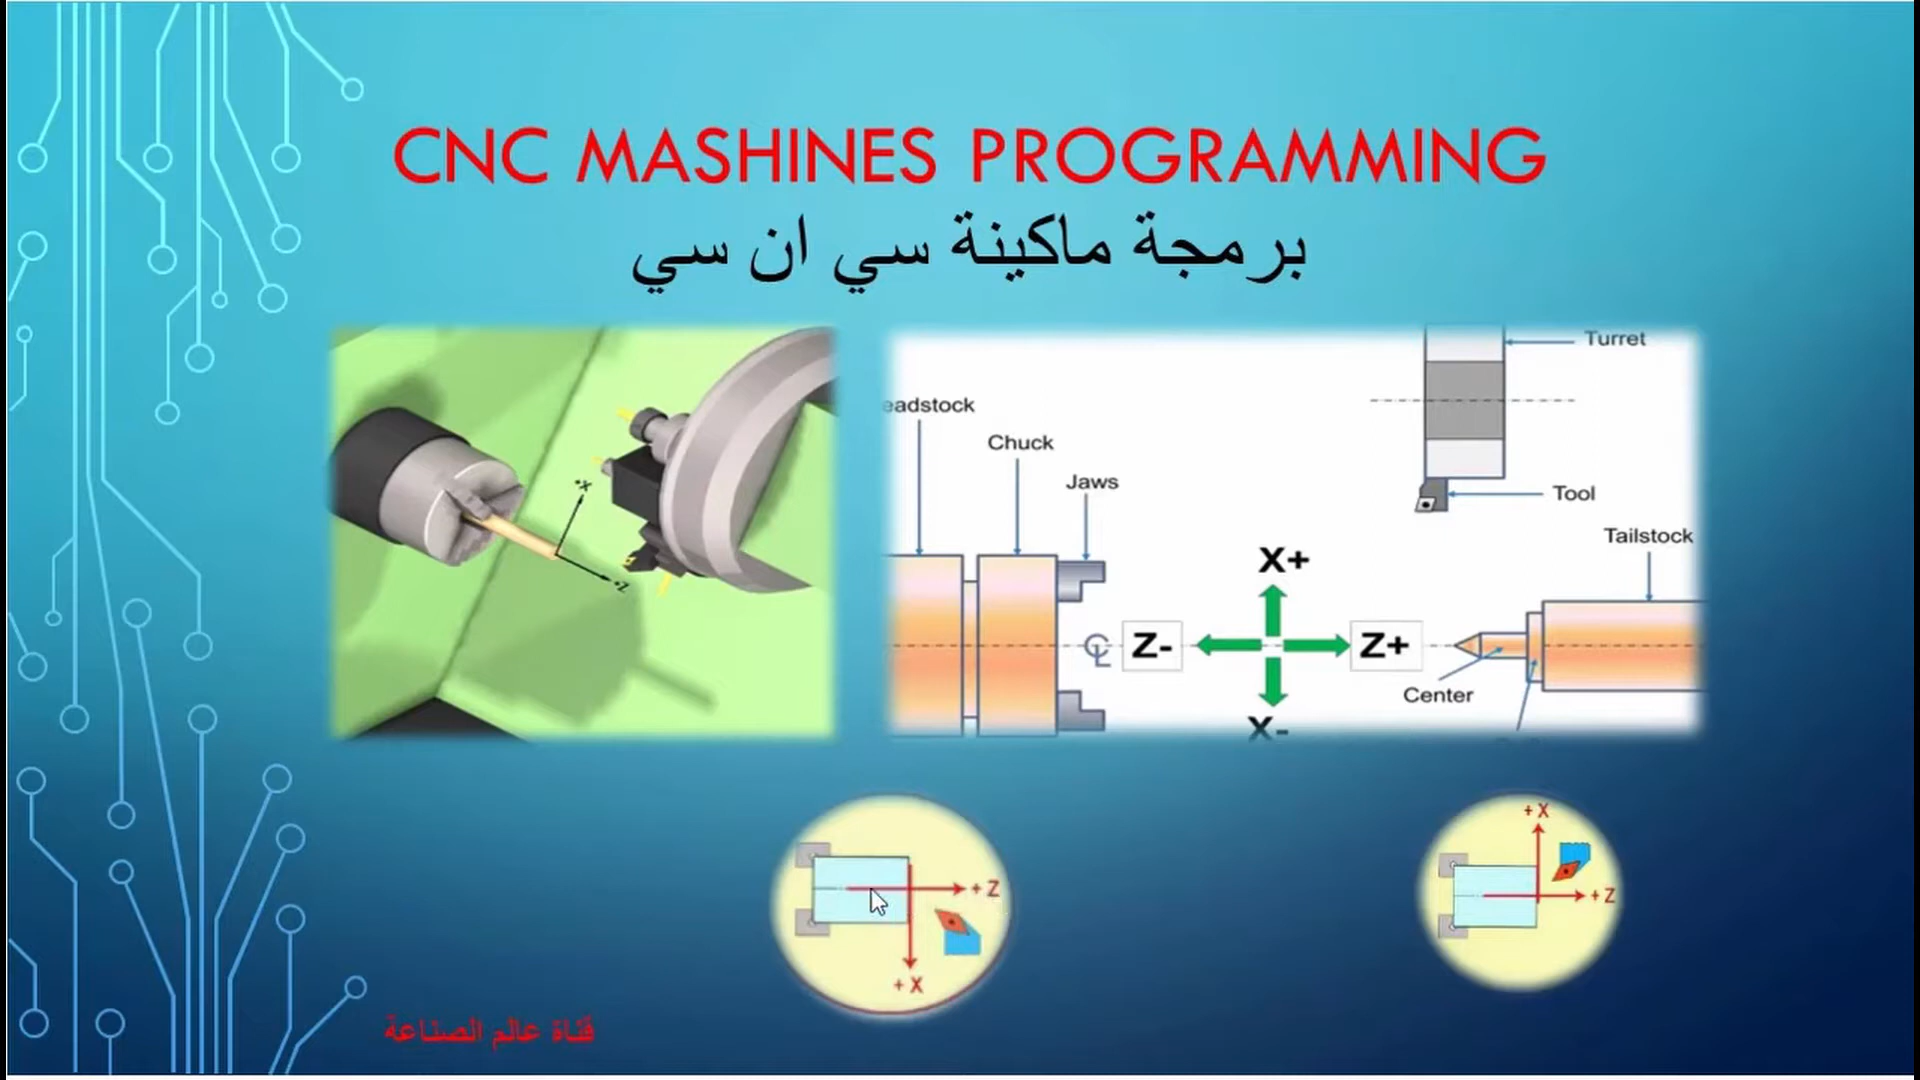 CNC MASHINES PROGRAMMING
برمجة ماكينة سي ان سي
Turret
eadstock
Chuck
Jaws
Tool
Tailstock
X+
Z-
Z+
Center
X-
+X
+Z
℄
+X
+Z
+Z
+X
قناة عالم الصناعة